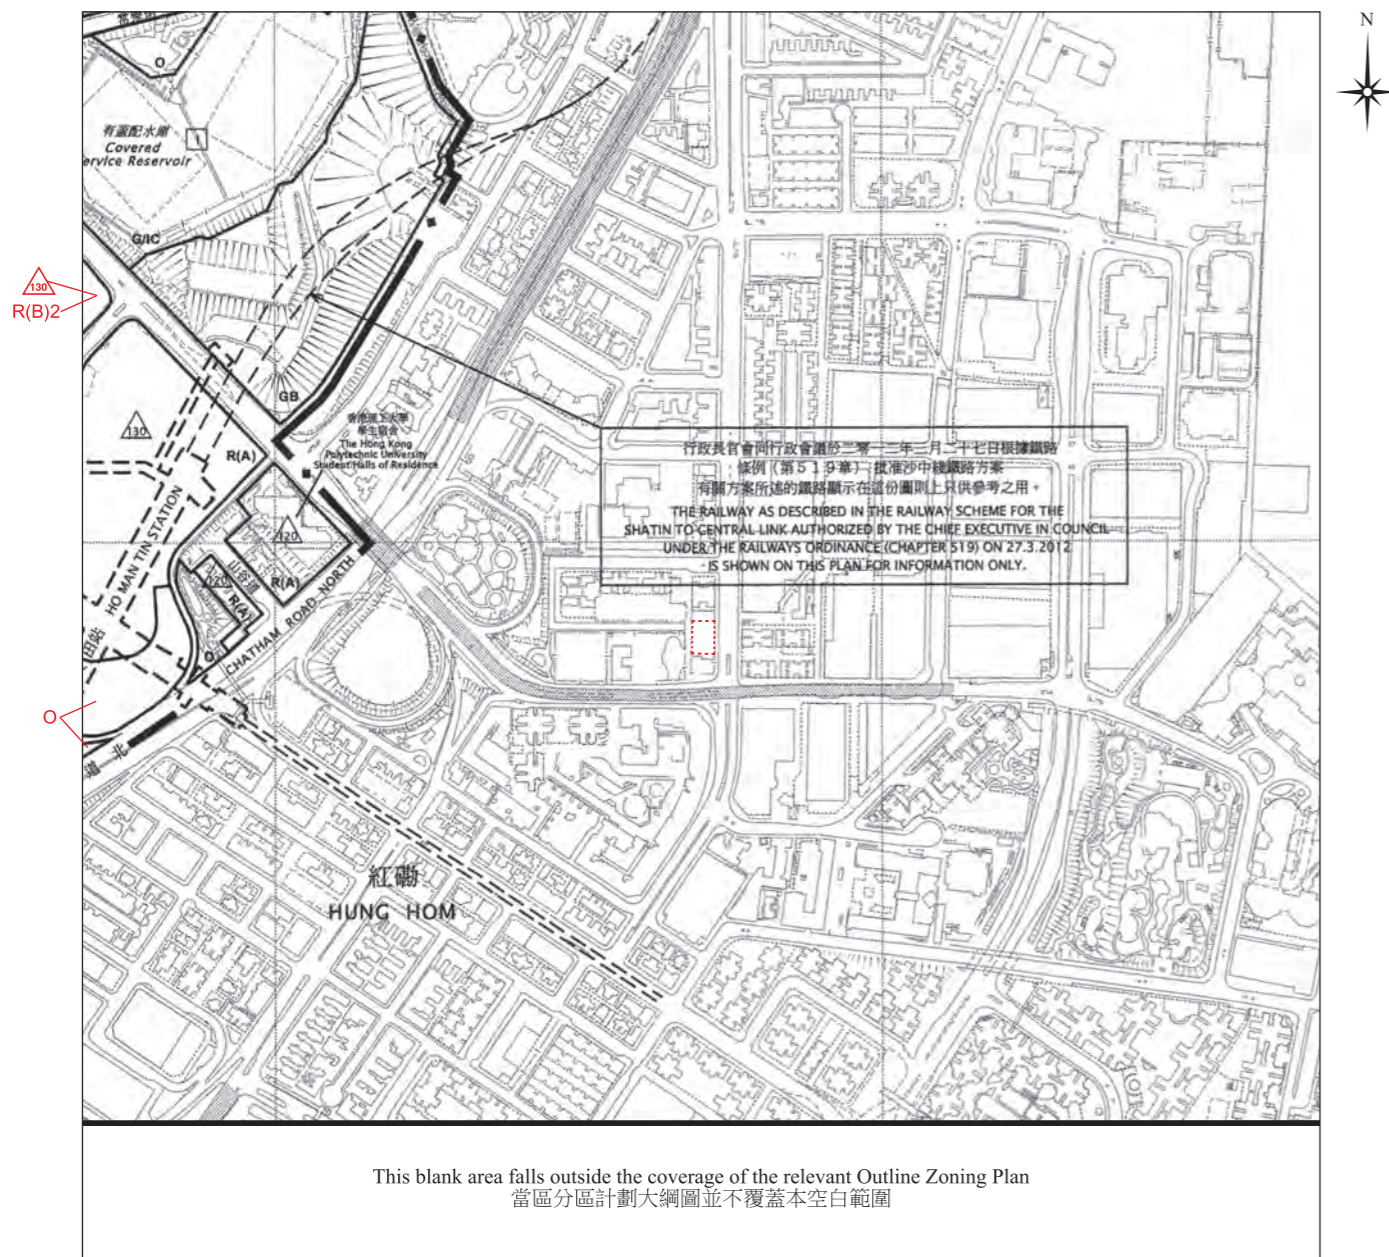 N
O
有蓋配水庫
Covered
ervice Reservoir
G/IC
130
R(B)2
GB
香港理工大學
學生宿舍
The Hong Kong
Polytechnic University
Student Halls of Residence
130
R(A)
HO MAN TIN STATION
田站
120
R(A)
120
山谷道
R(A)
O
CHATHAM ROAD NORTH
O
道 北
行政長官會同行政會議於二零一二年三月二十七日根據鐵路
條例（第５１９章）批准沙中綫鐵路方案
有關方案所述的鐵路顯示在這份圖則上只供參考之用。
THE RAILWAY AS DESCRIBED IN THE RAILWAY SCHEME FOR THE
SHATIN TO CENTRAL LINK AUTHORIZED BY THE CHIEF EXECUTIVE IN COUNCIL
UNDER THE RAILWAYS ORDINANCE (CHAPTER 519) ON 27.3.2012
IS SHOWN ON THIS PLAN FOR INFORMATION ONLY.
紅磡
HUNG HOM
This blank area falls outside the coverage of the relevant Outline Zoning Plan
當區分區計劃大綱圖並不覆蓋本空白範圍